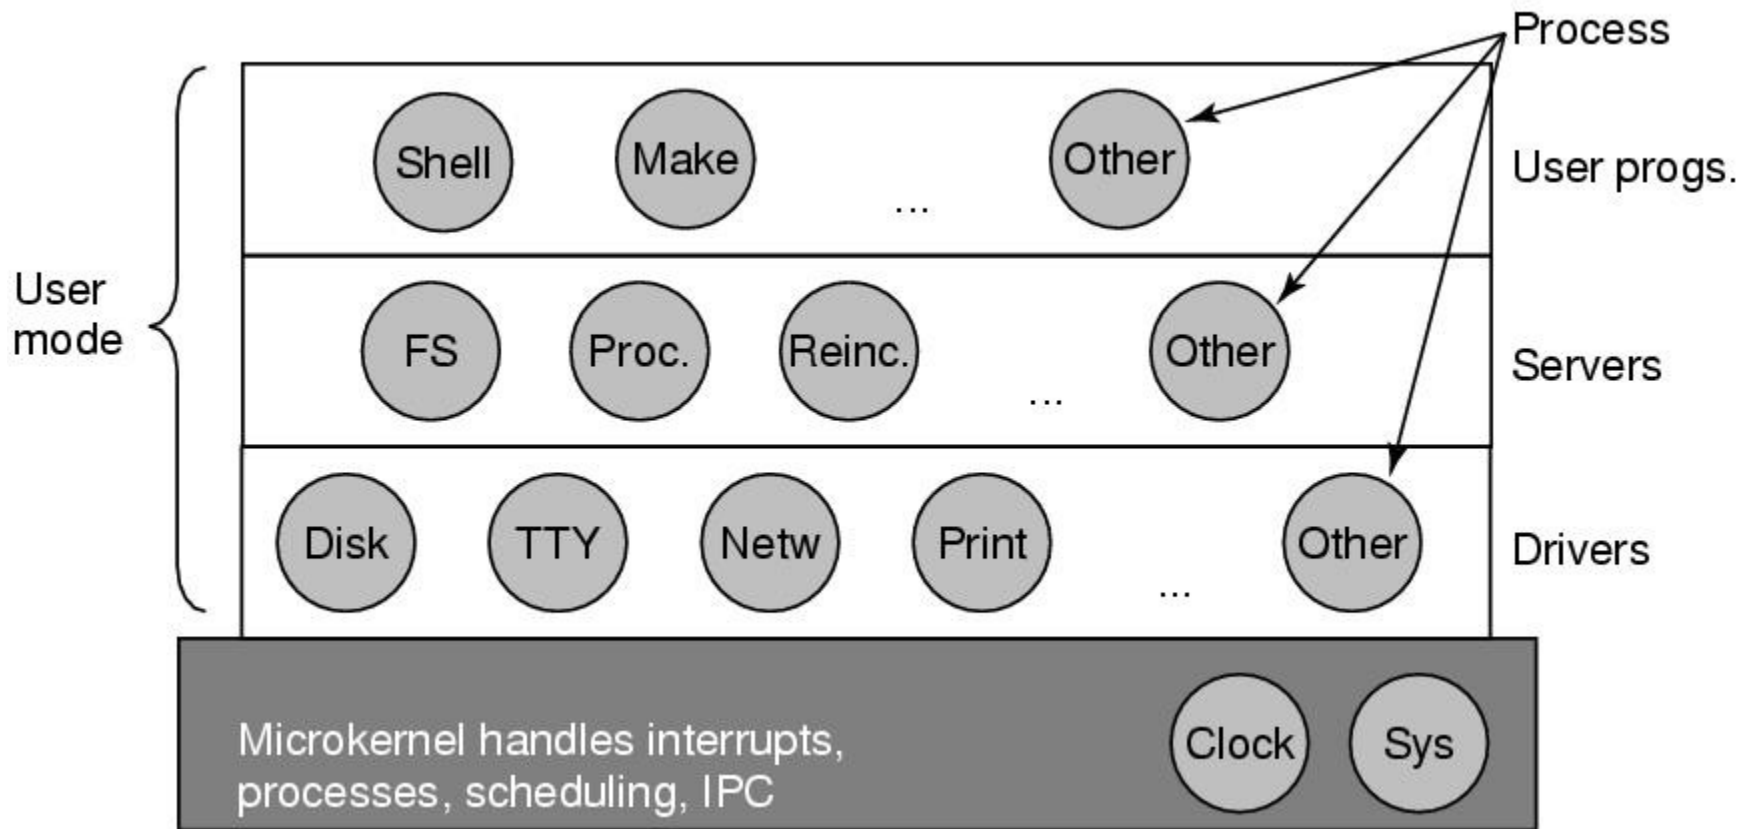 Process
Shell
Make
...
Other
User progs.
User
mode
FS
Proc.
Reinc.
...
Other
Servers
Disk
TTY
Netw
Print
...
Other
Drivers
Microkernel handles interrupts,
processes, scheduling, IPC
Clock
Sys